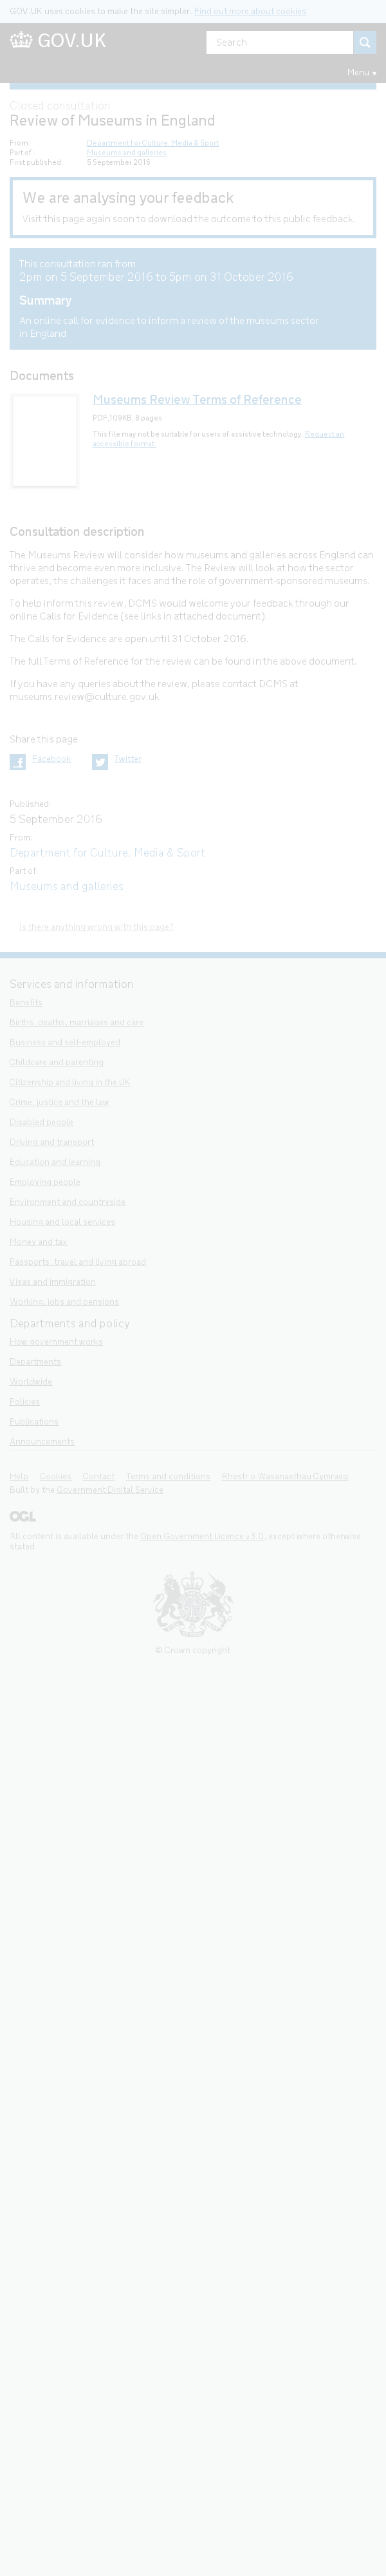 GOV.UK uses cookies to make the site simpler. Find out more about cookies
GOV.UK
Search
Menu
Closed consultation
Review of Museums in England
From: Department for Culture, Media & Sport
Part of: Museums and galleries
First published: 5 September 2016
We are analysing your feedback
Visit this page again soon to download the outcome to this public feedback.
This consultation ran from
2pm on 5 September 2016 to 5pm on 31 October 2016
Summary
An online call for evidence to inform a review of the museums sector
in England
Documents
Museums Review Terms of Reference
PDF, 109KB, 8 pages
This file may not be suitable for users of assistive technology. Request an
accessible format.
Consultation description
The Museums Review will consider how museums and galleries across England can
thrive and become even more inclusive. The Review will look at how the sector
operates, the challenges it faces and the role of government-sponsored museums.
To help inform this review, DCMS would welcome your feedback through our
online Calls for Evidence (see links in attached document).
The Calls for Evidence are open until 31 October 2016.
The full Terms of Reference for the review can be found in the above document.
If you have any queries about the review, please contact DCMS at
museums.review@culture.gov.uk
Share this page
Facebook Twitter
Published:
5 September 2016
From:
Department for Culture, Media & Sport
Part of:
Museums and galleries
Is there anything wrong with this page?
Services and information
Benefits
Births, deaths, marriages and care
Business and self-employed
Childcare and parenting
Citizenship and living in the UK
Crime, justice and the law
Disabled people
Driving and transport
Education and learning
Employing people
Environment and countryside
Housing and local services
Money and tax
Passports, travel and living abroad
Visas and immigration
Working, jobs and pensions
Departments and policy
How government works
Departments
Worldwide
Policies
Publications
Announcements
Help Cookies Contact Terms and conditions Rhestr o Wasanaethau Cymraeg
Built by the Government Digital Service
OGL
All content is available under the Open Government Licence v3.0, except where otherwise
stated
© Crown copyright